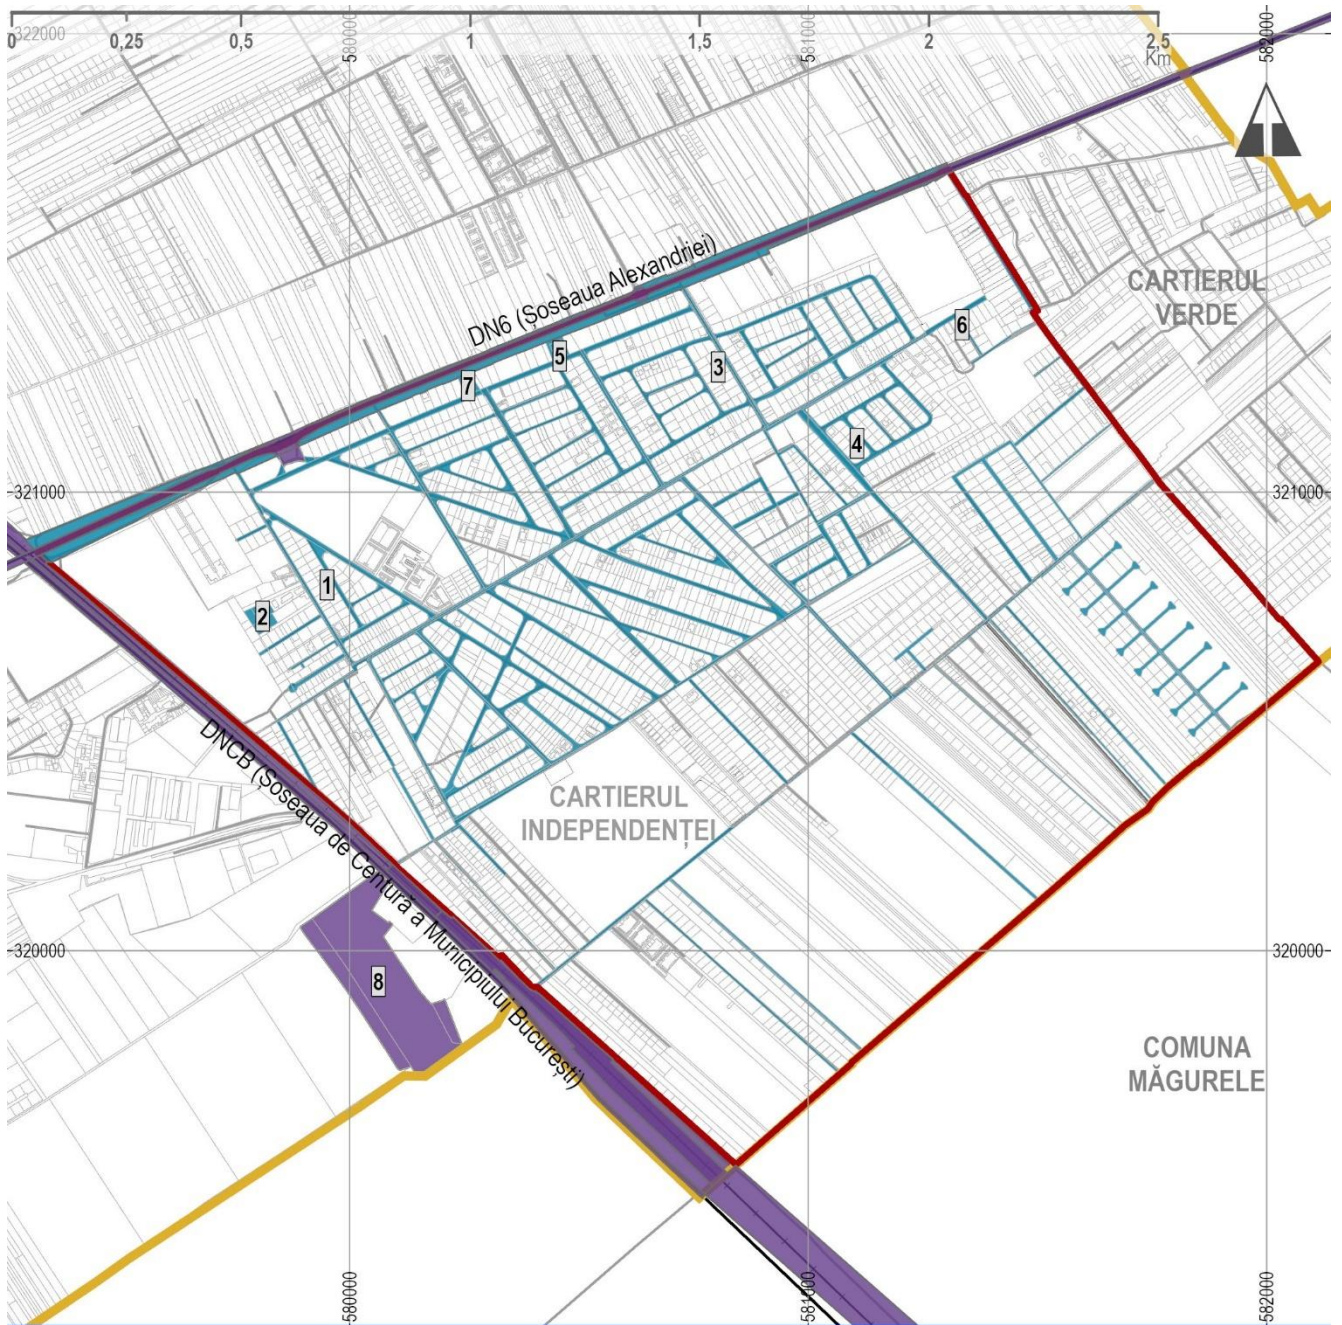 0
0,25
0,5
1
1,5
2
2,5
Km
322000
580000
581000
582000
DN6 (Șoseaua Alexandriei)
CARTIERUL
VERDE
6
5
3
7
4
321000
321000
1
2
DNCB (Șoseaua de Centură a Municipiului București)
CARTIERUL
INDEPENDENȚEI
320000
320000
8
COMUNA
MĂGURELE
580000
581000
582000